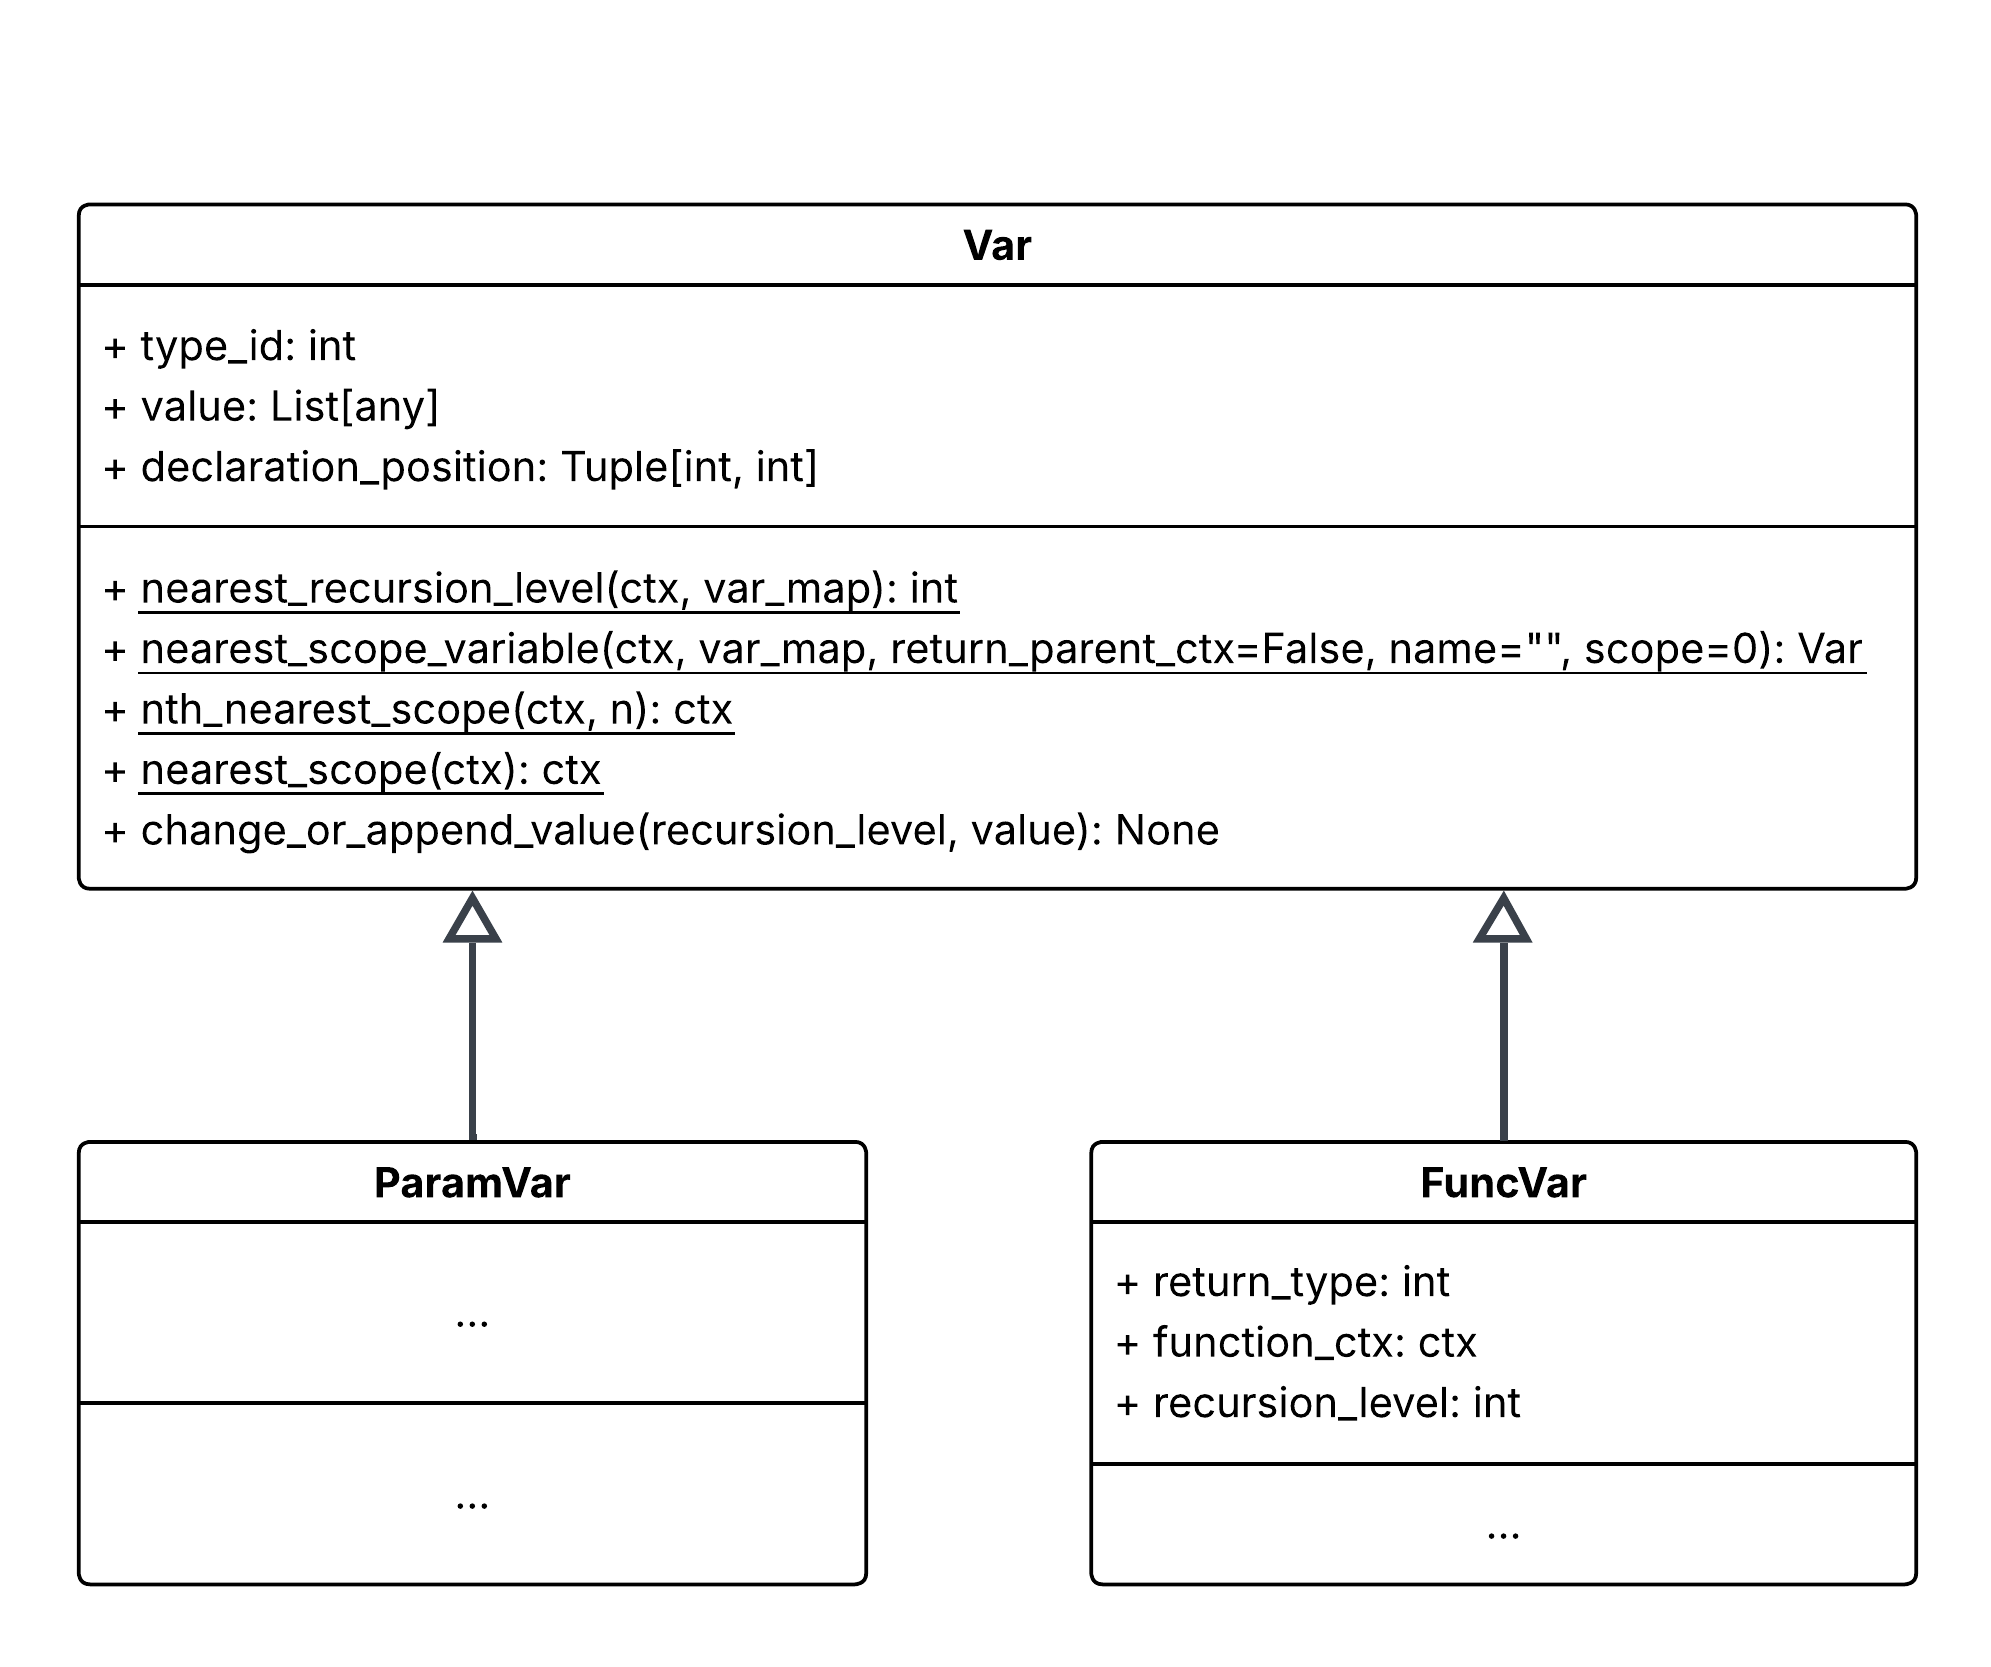 Var
+ type_id: int
+ value: List[any]
+ declaration_position: Tuple[int, int]
+ nearest_recursion_level(ctx, var_map): int
+ nearest_scope_variable(ctx, var_map, return_parent_ctx=False, name="", scope=0): Var
+ nth_nearest_scope(ctx, n): ctx
+ nearest_scope(ctx): ctx
+ change_or_append_value(recursion_level, value): None
ParamVar
...
...
FuncVar
+ return_type: int
+ function_ctx: ctx
+ recursion_level: int
...